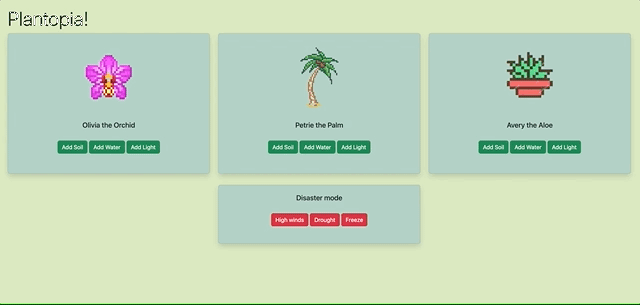 Plantopia!
Olivia the Orchid
Add Soil Add Water Add Light
Petrie the Palm
Add Soil Add Water Add Light
Avery the Aloe
Add Soil Add Water Add Light
Disaster mode
High winds Drought Freeze